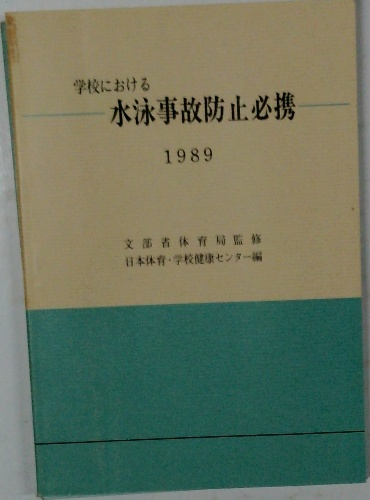 学校における
水泳事故防止必携
1989
文部省体育局監修
日本体育・学校健康センター編